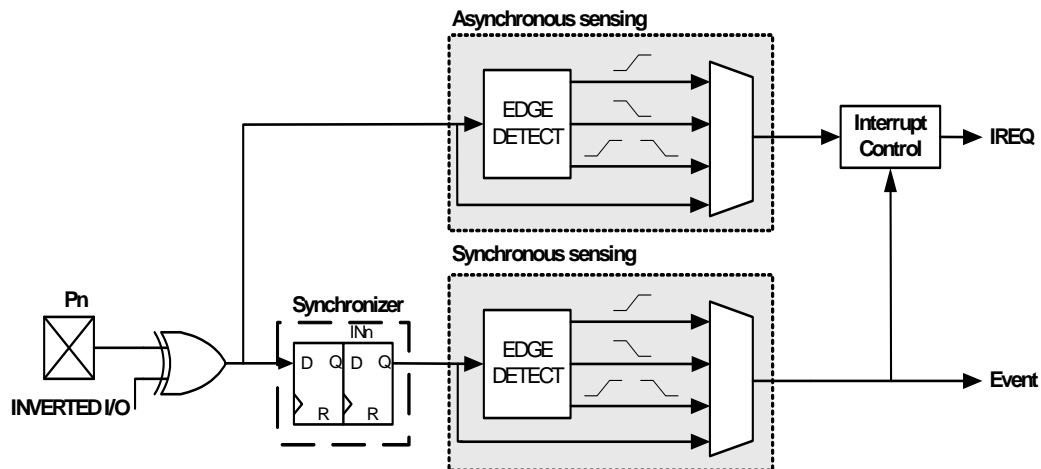 Asynchronous sensing
EDGE
DETECT
Interrupt
Control
IREQ
Synchronous sensing
Pn
Synchronizer
INn
D Q D Q
R R
EDGE
DETECT
INVERTED I/O
Event